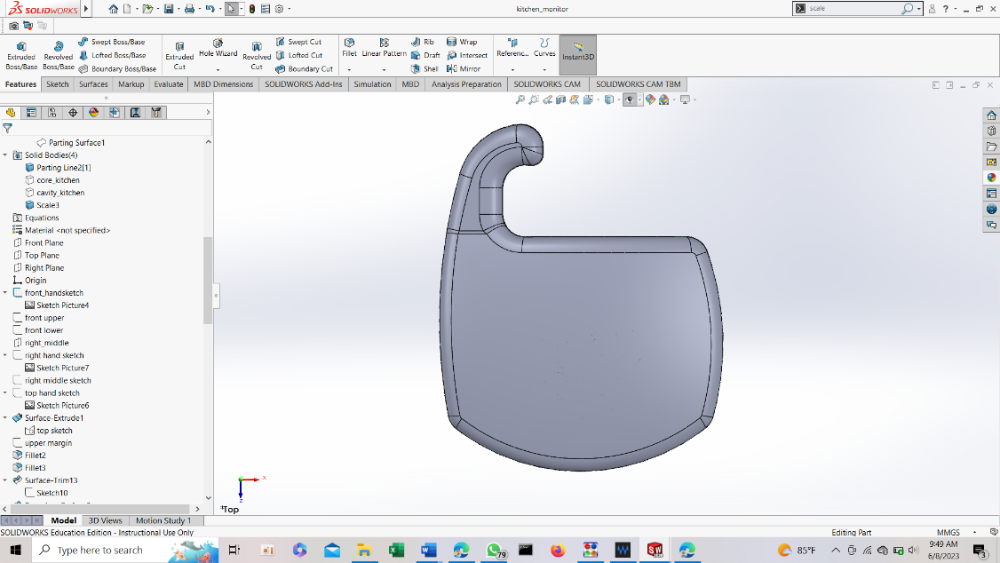 SOLIDWORKS
kitchen_monitor
scale
Extruded Boss/Base
Revolved Boss/Base
Swept Boss/Base
Lofted Boss/Base
Boundary Boss/Base
Extruded Cut
Hole Wizard
Revolved Cut
Swept Cut
Lofted Cut
Boundary Cut
Fillet
Linear Pattern
Rib
Draft
Shell
Wrap
Intersect
Mirror
Referenc...
Curves
Instant3D
Features
Sketch
Surfaces
Markup
Evaluate
MBD Dimensions
SOLIDWORKS Add-Ins
Simulation
MBD
Analysis Preparation
SOLIDWORKS CAM
SOLIDWORKS CAM TBM
Parting Surface1
Solid Bodies(4)
Parting Line2[1]
core_kitchen
cavity_kitchen
Scale3
Equations
Material <not specified>
Front Plane
Top Plane
Right Plane
Origin
front_handsketch
Sketch Picture4
front upper
front lower
right_middle
right hand sketch
Sketch Picture7
right middle sketch
top hand sketch
Sketch Picture6
Surface-Extrude1
top sketch
upper margin
Fillet2
Fillet3
Surface-Trim13
Sketch10
X
Z
*Top
Model
3D Views
Motion Study 1
SOLIDWORKS Education Edition - Instructional Use Only
Editing Part
MMGS
Type here to search
79
85°F
9:49 AM
6/8/2023
3